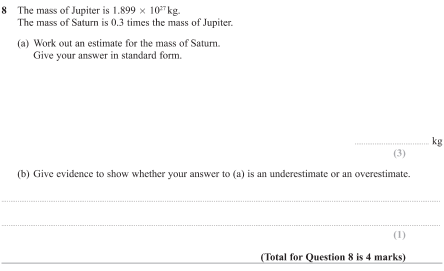 8 The mass of Jupiter is 1.899 × 10²⁷ kg.
The mass of Saturn is 0.3 times the mass of Jupiter.
(a) Work out an estimate for the mass of Saturn.
Give your answer in standard form.
.............................. kg
(3)
(b) Give evidence to show whether your answer to (a) is an underestimate or an overestimate.
(1)
(Total for Question 8 is 4 marks)